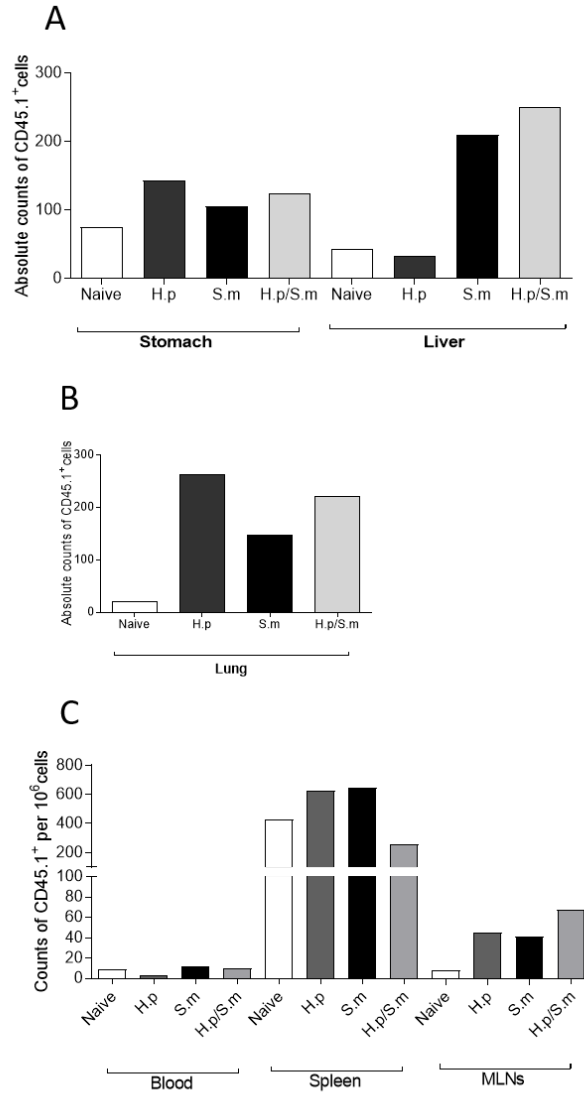 A
Absolute counts of CD45.1⁺cells
300
200
100
0
Naive H.p S.m H.p/S.m Naive H.p S.m H.p/S.m
Stomach Liver
B
Absolute counts of CD45.1⁺cells
300
200
100
0
Naive H.p S.m H.p/S.m
Lung
C
Counts of CD45.1⁺ per 10⁶cells
800
600
400
200
100
80
60
40
20
0
Naive H.p S.m H.p/S.m Naive H.p S.m H.p/S.m Naive H.p S.m H.p/S.m
Blood Spleen MLNs